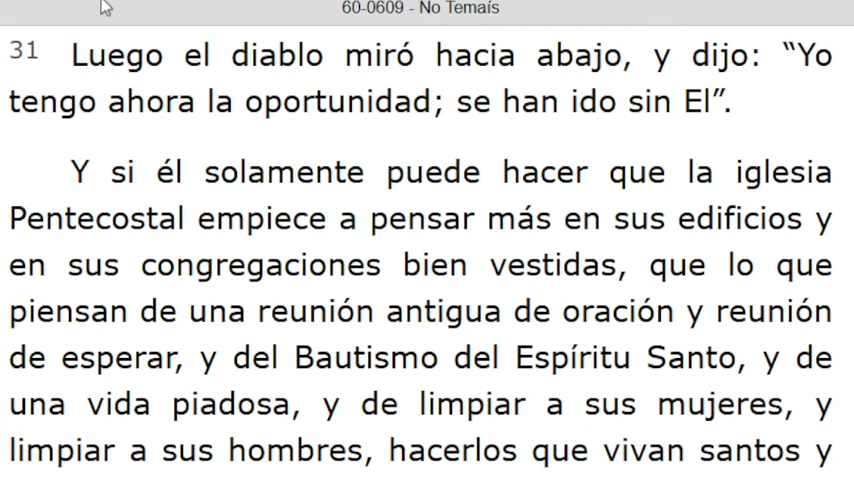 60-0609 - No Temaís
31 Luego el diablo miró hacia abajo, y dijo: “Yo
tengo ahora la oportunidad; se han ido sin El”.
Y si él solamente puede hacer que la iglesia
Pentecostal empiece a pensar más en sus edificios y
en sus congregaciones bien vestidas, que lo que
piensan de una reunión antigua de oración y reunión
de esperar, y del Bautismo del Espíritu Santo, y de
una vida piadosa, y de limpiar a sus mujeres, y
limpiar a sus hombres, hacerlos que vivan santos y